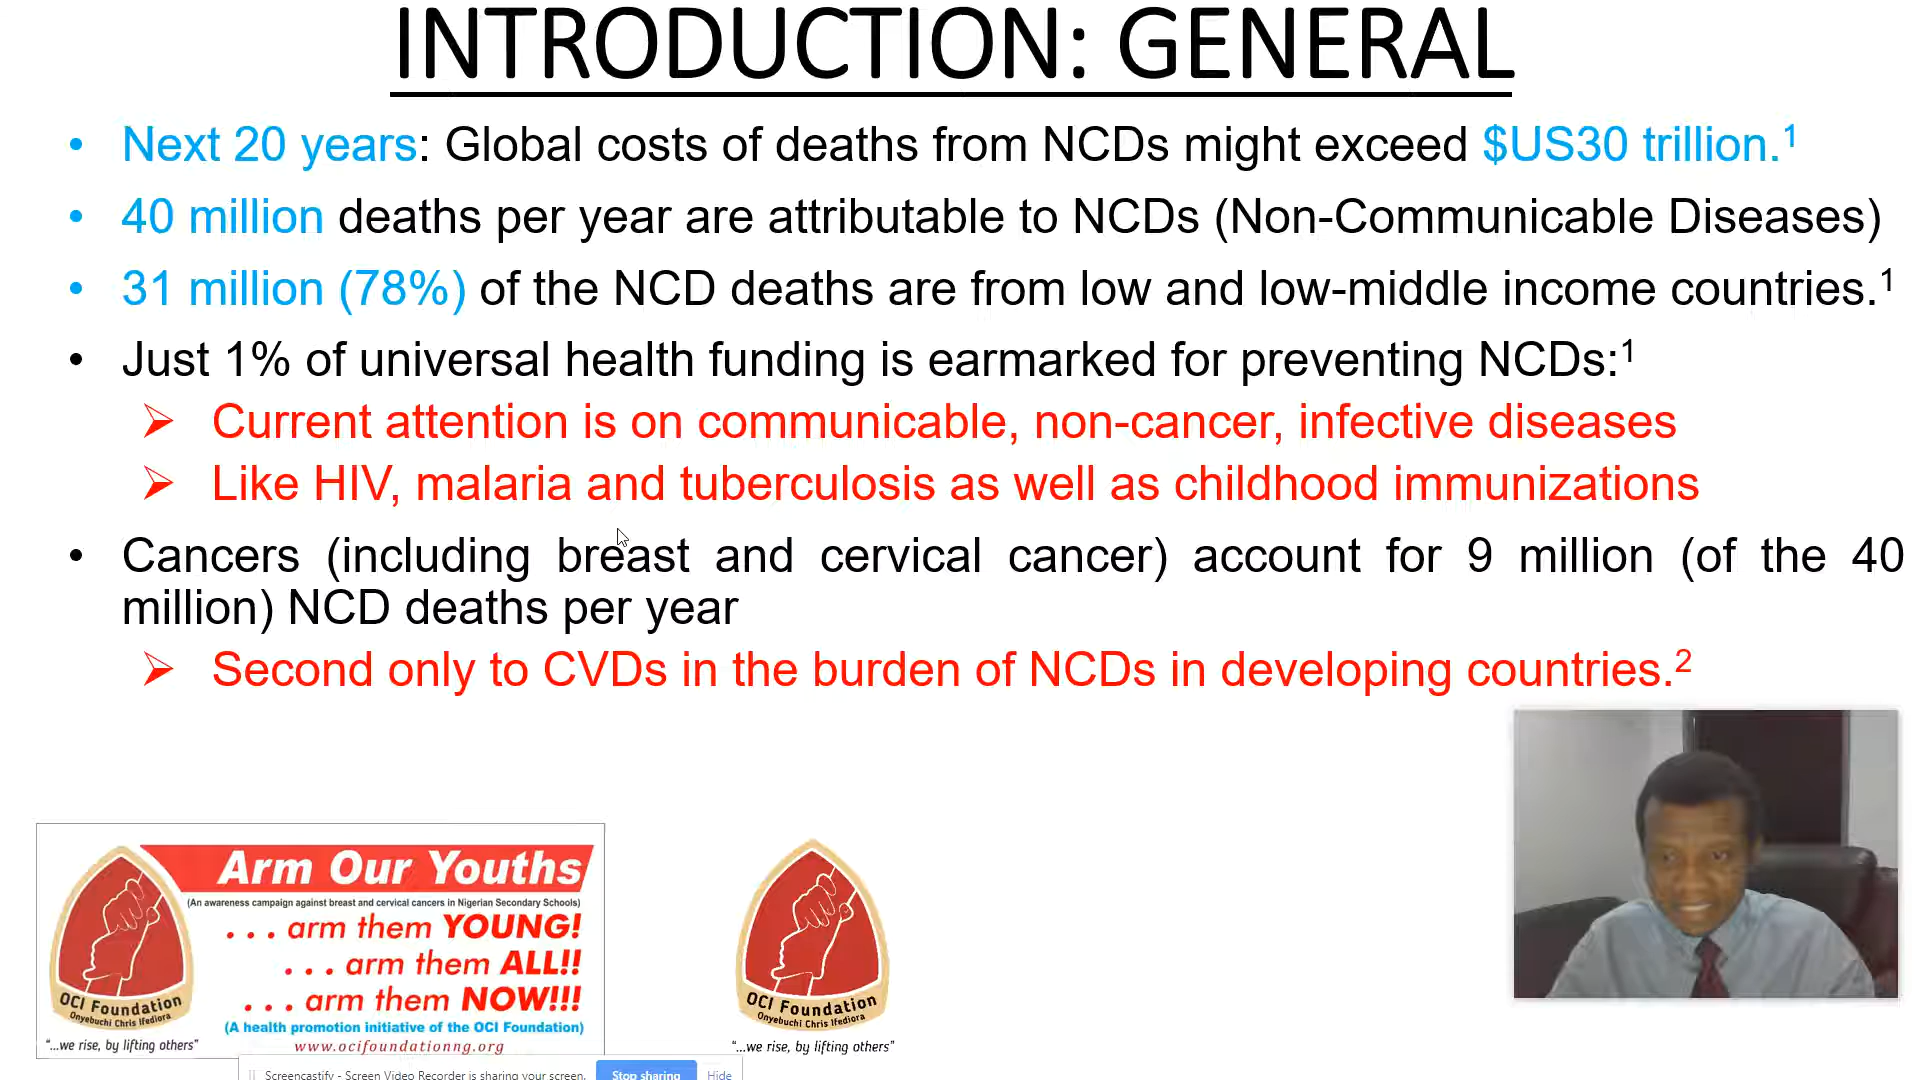 INTRODUCTION: GENERAL
• Next 20 years: Global costs of deaths from NCDs might exceed $US30 trillion.¹
• 40 million deaths per year are attributable to NCDs (Non-Communicable Diseases)
• 31 million (78%) of the NCD deaths are from low and low-middle income countries.¹
• Just 1% of universal health funding is earmarked for preventing NCDs:¹
➢ Current attention is on communicable, non-cancer, infective diseases
➢ Like HIV, malaria and tuberculosis as well as childhood immunizations
• Cancers (including breast and cervical cancer) account for 9 million (of the 40
million) NCD deaths per year
➢ Second only to CVDs in the burden of NCDs in developing countries.²
Arm Our Youths
(An awareness campaign against breast and cervical cancers in Nigerian Secondary Schools)
. . . arm them YOUNG!
. . . arm them ALL!!
. . . arm them NOW!!!
(A health promotion initiative of the OCI Foundation)
www.ocifoundationng.org
OCI Foundation
Onyebuchi Chris Ifediora
"...we rise, by lifting others"
OCI Foundation
Onyebuchi Chris Ifediora
"...we rise, by lifting others"
Screencastify - Screen Video Recorder is sharing your screen.
Stop sharing
Hide